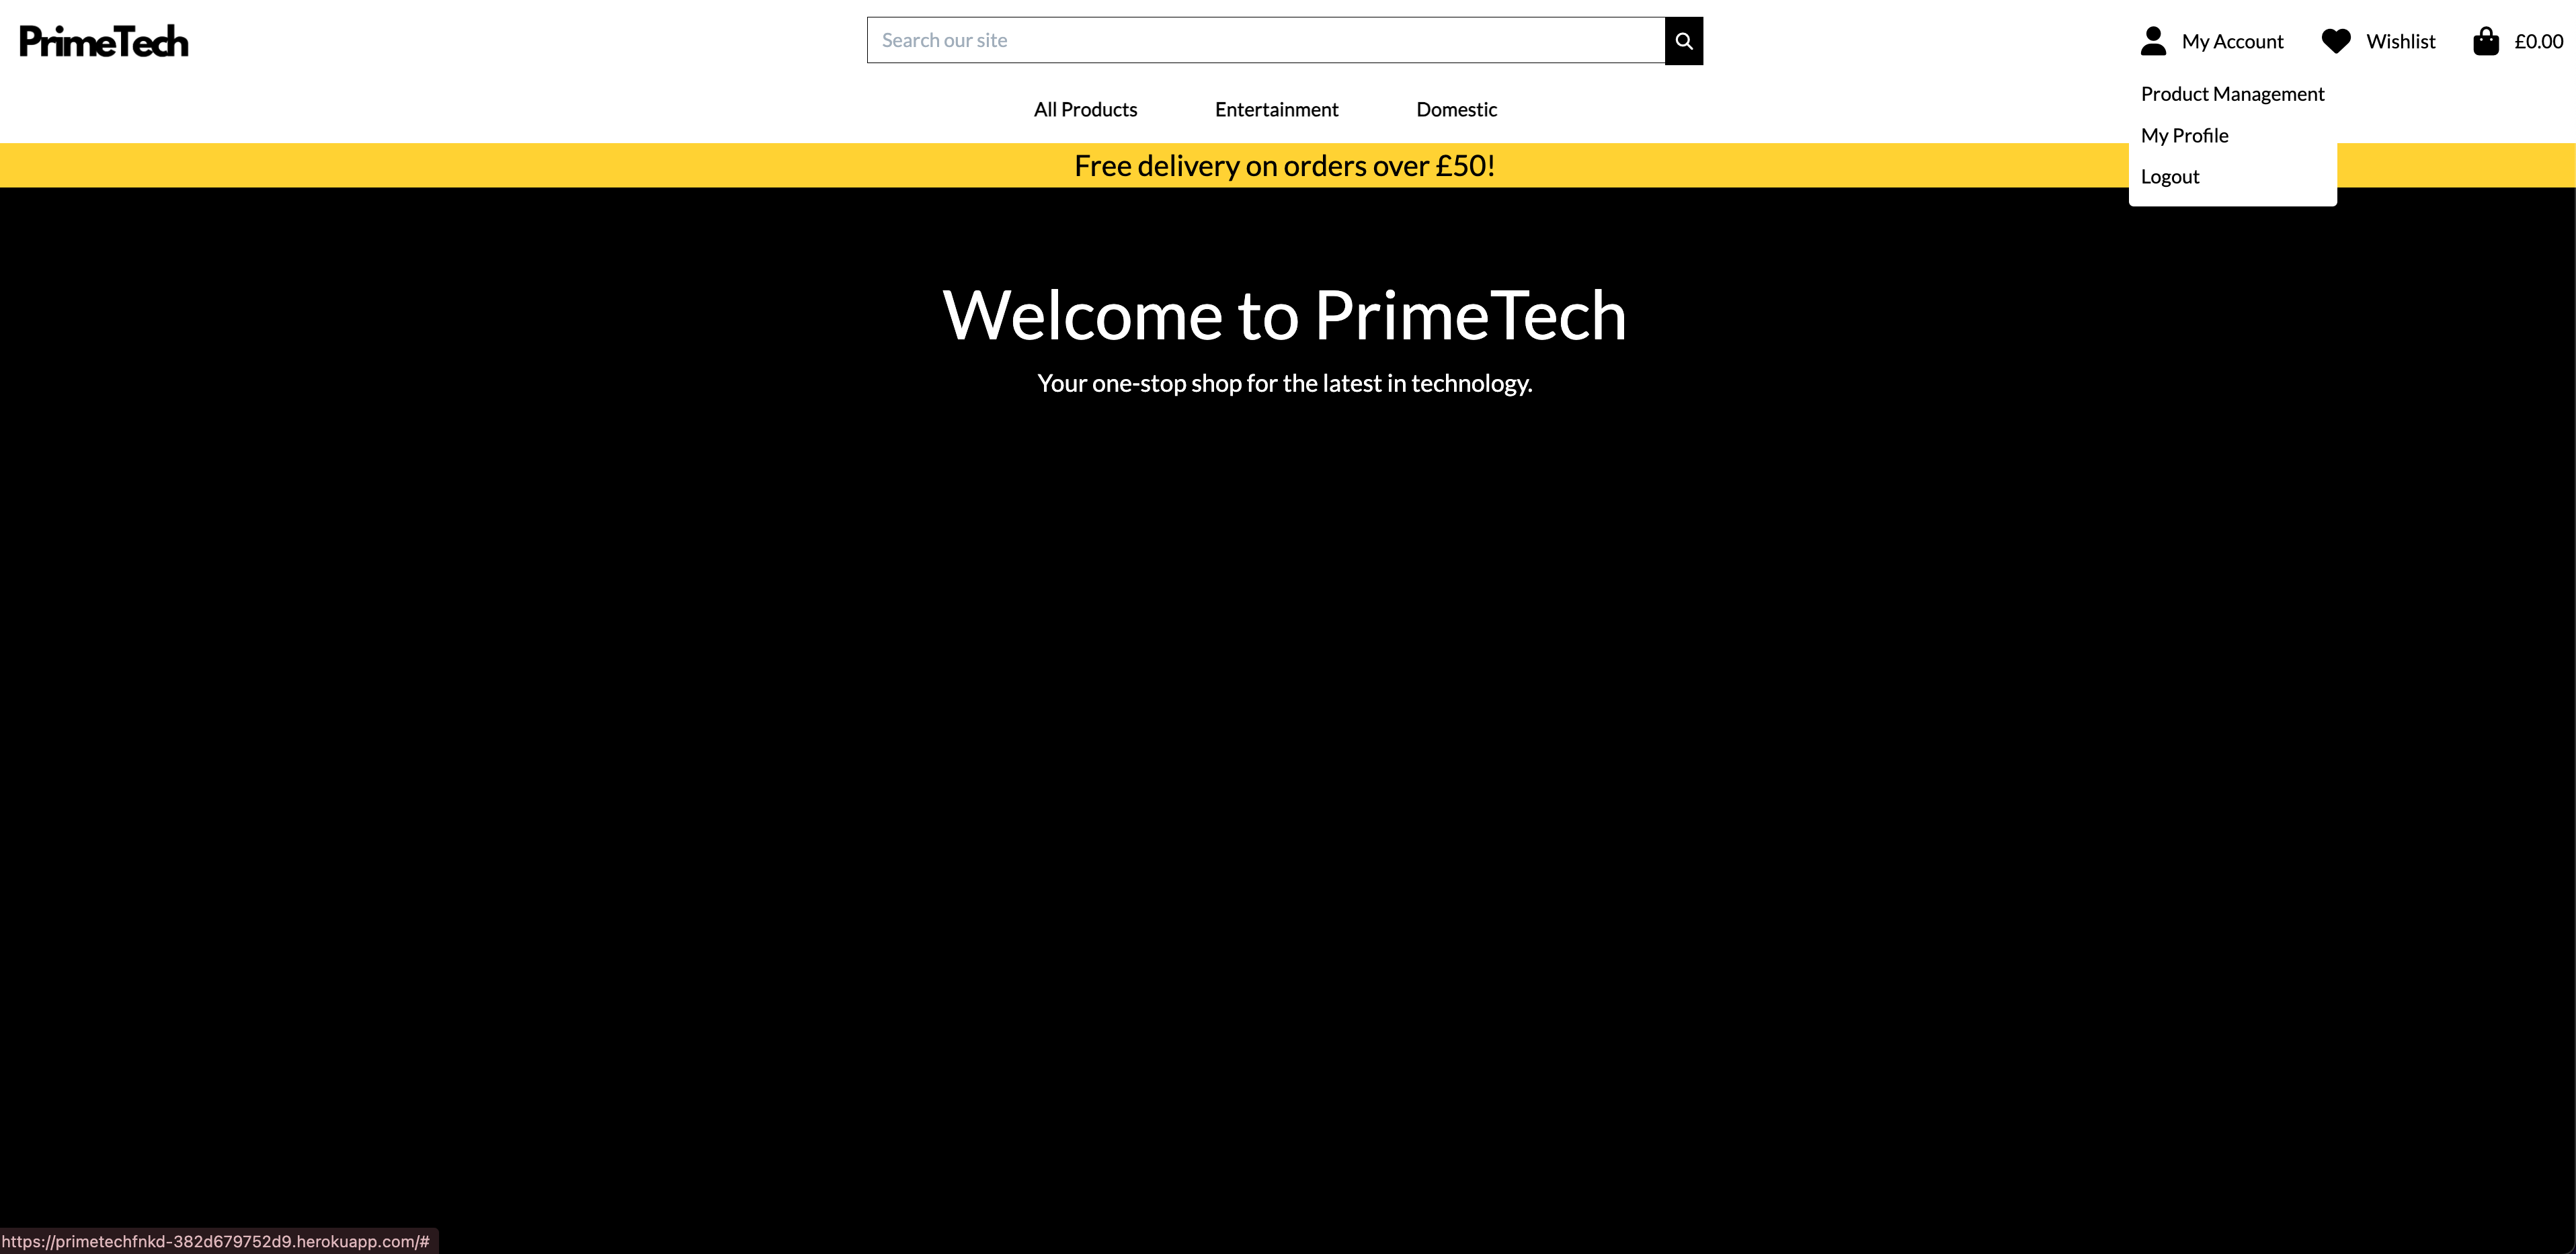 PrimeTech
Search our site
My Account
Wishlist
£0.00
Product Management
My Profile
Logout
All Products
Entertainment
Domestic
Free delivery on orders over £50!
Welcome to PrimeTech
Your one-stop shop for the latest in technology.
https://primetechfnkd-382d679752d9.herokuapp.com/#